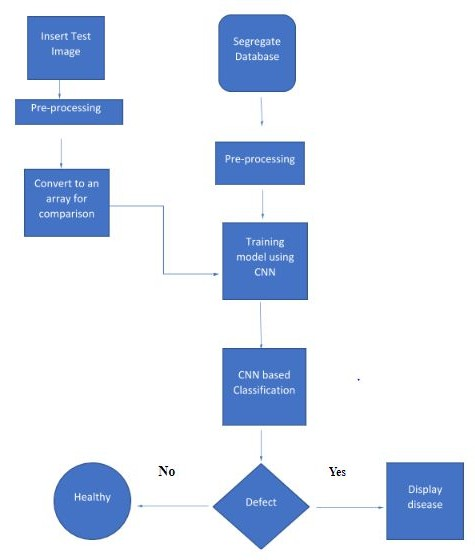 Insert Test
Image
Segregate
Database
Pre-processing
Pre-processing
Convert to an
array for
comparison
Training
model using
CNN
CNN based
Classification
No
Yes
Healthy
Defect
Display
disease